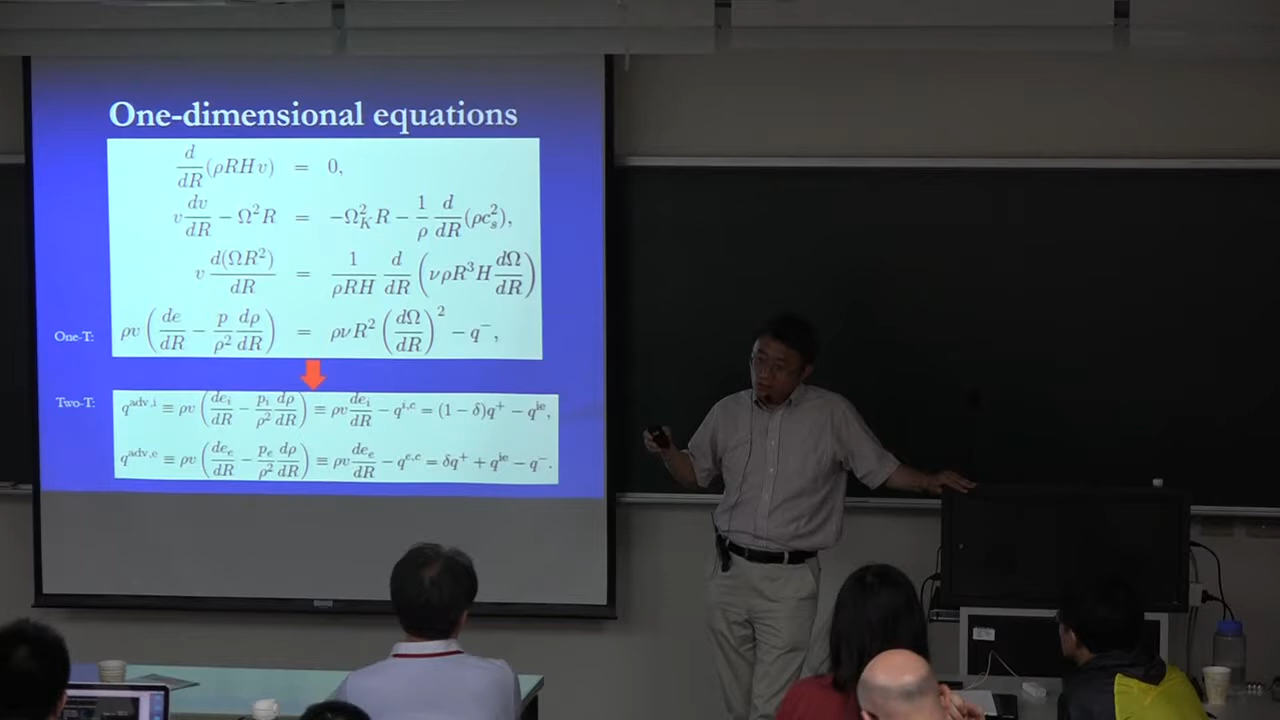 One-dimensional equations
d/dR (ρRHv) = 0,
v dv/dR − Ω²R = −Ω_K²R − 1/ρ d/dR (ρc_s²),
v d(ΩR²)/dR = 1/(ρRH) d/dR (νρR³H dΩ/dR)
One-T: ρv (de/dR − p/ρ² dρ/dR) = ρνR² (dΩ/dR)² − q⁻,
Two-T: q^{adv,i} ≡ ρv (de_i/dR − p_i/ρ² dρ/dR) ≡ ρv de_i/dR − q^{i,c} = (1 − δ)q⁺ − q^{ie},
q^{adv,e} ≡ ρv (de_e/dR − p_e/ρ² dρ/dR) ≡ ρv de_e/dR − q^{e,c} = δq⁺ + q^{ie} − q⁻.